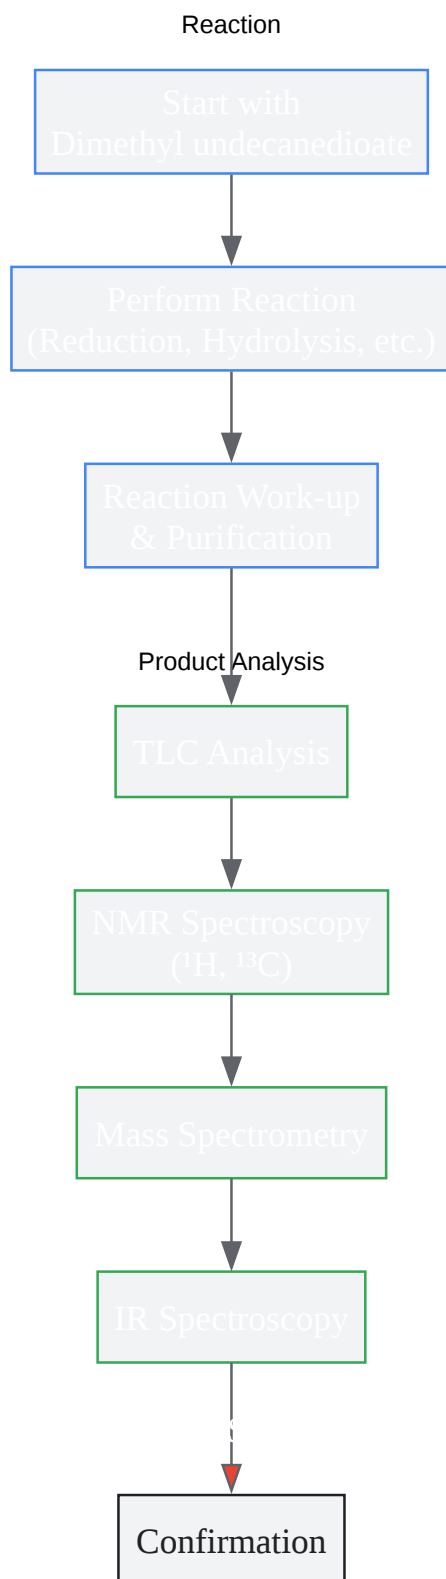 Reaction
Start with
Dimethyl undecanedioate
Perform Reaction
(Reduction, Hydrolysis, etc.)
Reaction Work-up
& Purification
Product Analysis
TLC Analysis
NMR Spectroscopy
(¹H, ¹³C)
Mass Spectrometry
IR Spectroscopy
Confirmation